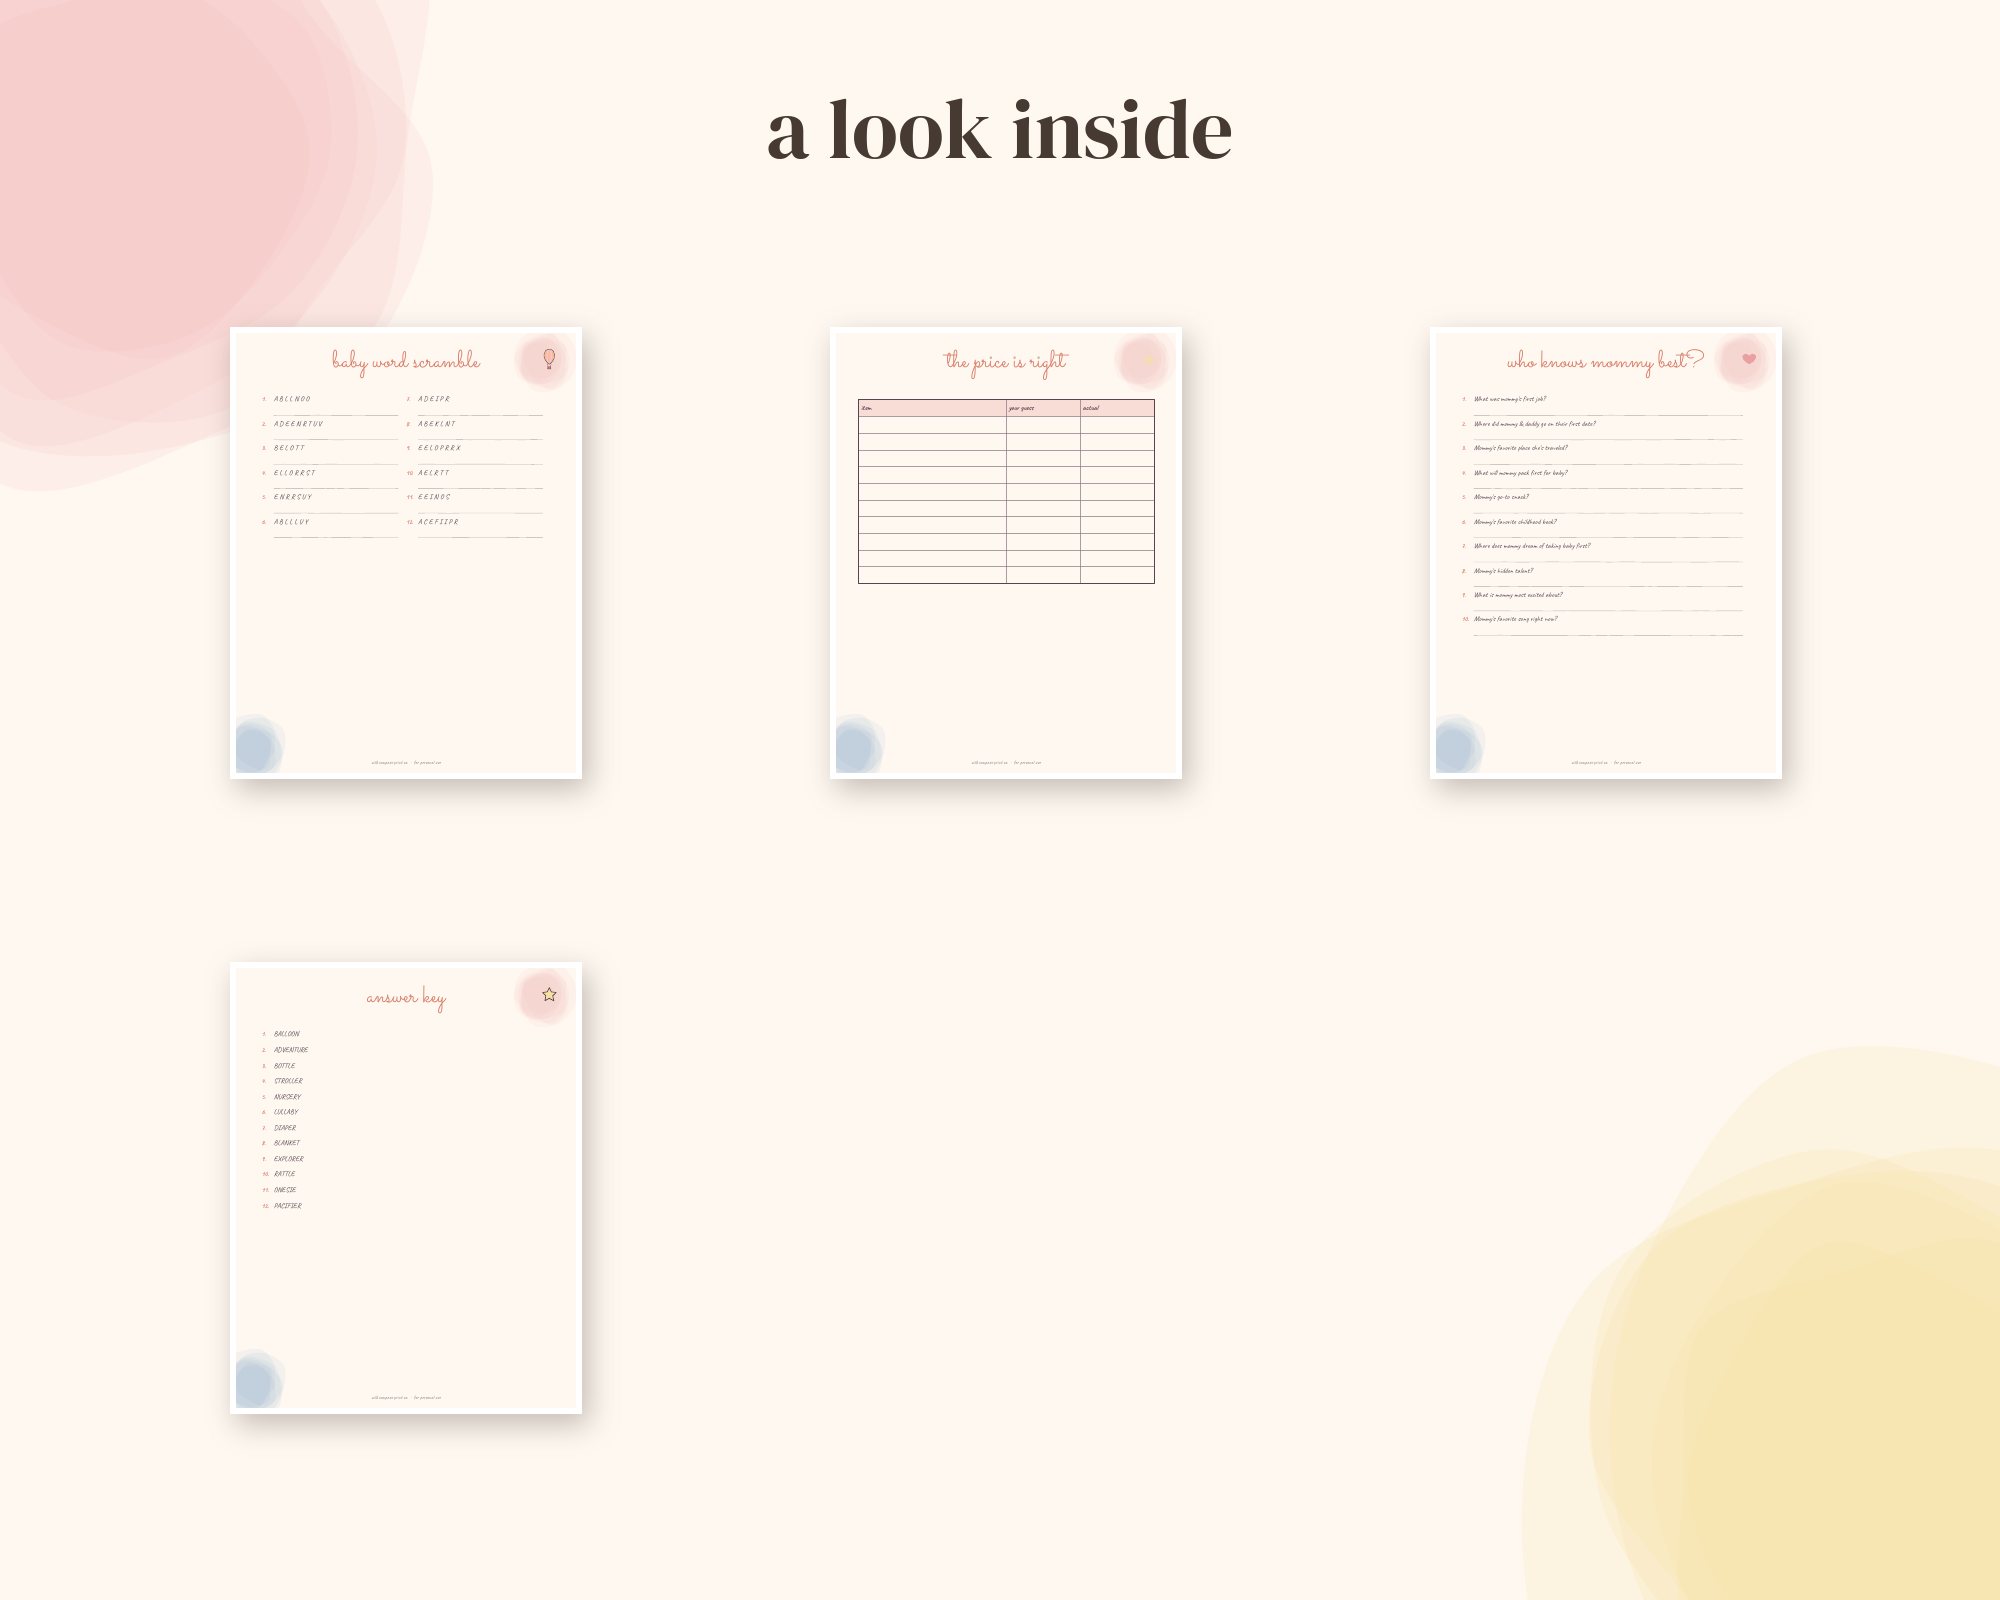 a look inside
baby word scramble
1. ABLLNOO
2. ADEENRTUV
3. BELOTT
4. ELLORRST
5. ENRRSUY
6. ABLLLUY
7. ADEIPR
8. ABEKLNT
9. EELOPRRX
10. AELRTT
11. EEINOS
12. ACEFIIPR
the price is right
item your guess actual
who knows mommy best?
1. What was mommy's first job?
2. Where did mommy & daddy go on their first date?
3. Mommy's favorite place she's traveled?
4. What will mommy pack first for baby?
5. Mommy's go-to snack?
6. Mommy's favorite childhood book?
7. Where does mommy dream of taking baby first?
8. Mommy's hidden talent?
9. What is mommy most excited about?
10. Mommy's favorite song right now?
answer key
1. BALLOON
2. ADVENTURE
3. BOTTLE
4. STROLLER
5. NURSERY
6. LULLABY
7. DIAPER
8. BLANKET
9. EXPLORER
10. RATTLE
11. ONESIE
12. PACIFIER